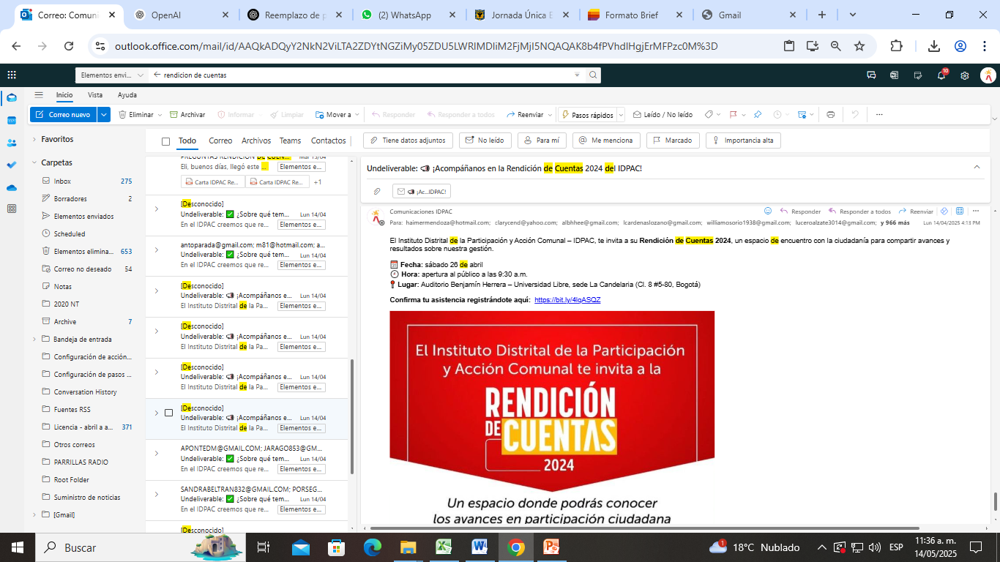 Correo: Comuni
OpenAI
Reemplazo de p
(2) WhatsApp
Jornada Única E
Formato Brief
Gmail
outlook.office.com/mail/id/AAQkADQyY2NkN2ViLTA2ZDYtNGZiMy05ZDU5LWRlMDliM2FjMjI5NQAQAK8b4fPVhdlHgjErMFPzc0M%3D
Elementos envi...
rendicion de cuentas
10
Inicio
Vista
Ayuda
Correo nuevo
Eliminar
Archivar
Informar
Limpiar
Mover a
Responder
Responder a todos
Reenviar
Pasos rápidos
Leído / No leído
Favoritos
Carpetas
Inbox 275
Borradores 2
Elementos enviados
Scheduled
Elementos elimina... 653
Correo no deseado 54
Notas
2020 NT
Archive 7
Bandeja de entrada
Configuración de acción...
Configuración de pasos ...
Conversation History
Fuentes RSS
Licencia - abril a a... 371
Otros correos
PARRILLAS RADIO
Root Folder
Suministro de noticias
[Gmail]
Todo
Correo
Archivos
Teams
Contactos
Tiene datos adjuntos
No leído
Para mí
Me menciona
Marcado
Importancia alta
PREGUNTAS RENDICION DE CUEN... Mar 15/04
Eli, buenos días, llegó este ... Elementos e...
Carta IDPAC Re...
Carta IDPAC Re...
+1
[Desconocido]
Undeliverable: ✅ ¿Sobre qué tem... Lun 14/04
En el IDPAC creemos que re... Elementos e...
antoparada@gmail.com; m81@hotmail.com; a...
Undeliverable: ✅ ¿Sobre qué tem... Lun 14/04
En el IDPAC creemos que re... Elementos e...
[Desconocido]
Undeliverable: 📢 ¡Acompáñanos e... Lun 14/04
El Instituto Distrital de la Pa... Elementos e...
[Desconocido]
Undeliverable: 📢 ¡Acompáñanos e... Lun 14/04
El Instituto Distrital de la Pa... Elementos e...
[Desconocido]
Undeliverable: 📢 ¡Acompáñanos e... Lun 14/04
El Instituto Distrital de la Pa... Elementos e...
[Desconocido]
Undeliverable: 📢 ¡Acompáñanos e... Lun 14/04
El Instituto Distrital de la Pa... Elementos e...
APONTEDM@GMAIL.COM; JARAGO853@GM...
Undeliverable: ✅ ¿Sobre qué tem... Lun 14/04
En el IDPAC creemos que re... Elementos e...
SANDRABELTRAN832@GMAIL.COM; PORSEG...
Undeliverable: ✅ ¿Sobre qué tem... Lun 14/04
En el IDPAC creemos que re... Elementos e...
[Desconocido]
Undeliverable: 📢 ¡Acompáñanos en la Rendición de Cuentas 2024 del IDPAC!
📢 ¡Ac...IDPAC!
Comunicaciones IDPAC
Responder
Responder a todos
Reenviar
Para: haimermendoza@hotmail.com; clarycend@yahoo.com; albhhee@gmail.com; lcardenaslozano@gmail.com; williamosorio1938@gmail.com; luceroalzate3014@gmail.com; y 966 más
Lun 14/04/2025 4:13 PM
El Instituto Distrital de la Participación y Acción Comunal – IDPAC, te invita a su Rendición de Cuentas 2024, un espacio de encuentro con la ciudadanía para compartir avances y
resultados sobre nuestra gestión.
📅 Fecha: sábado 26 de abril
🕘 Hora: apertura al público a las 9:30 a.m.
📍 Lugar: Auditorio Benjamín Herrera – Universidad Libre, sede La Candelaria (Cl. 8 #5-80, Bogotá)
Confirma tu asistencia registrándote aquí: https://bit.ly/4lqASQZ
El Instituto Distrital de la Participación
y Acción Comunal te invita a la
RENDICIÓN
DE CUENTAS
2024
Un espacio donde podrás conocer
los avances en participación ciudadana
Buscar
1
18°C Nublado
ESP
11:36 a. m.
14/05/2025